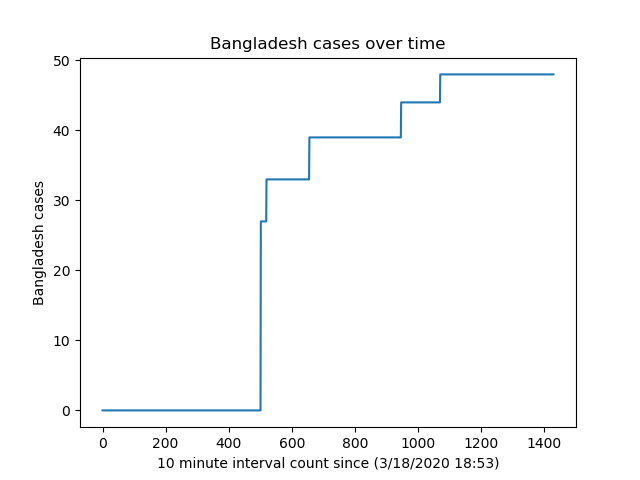 Bangladesh cases over time
50
40
30
20
10
0
Bangladesh cases
0 200 400 600 800 1000 1200 1400
10 minute interval count since (3/18/2020 18:53)